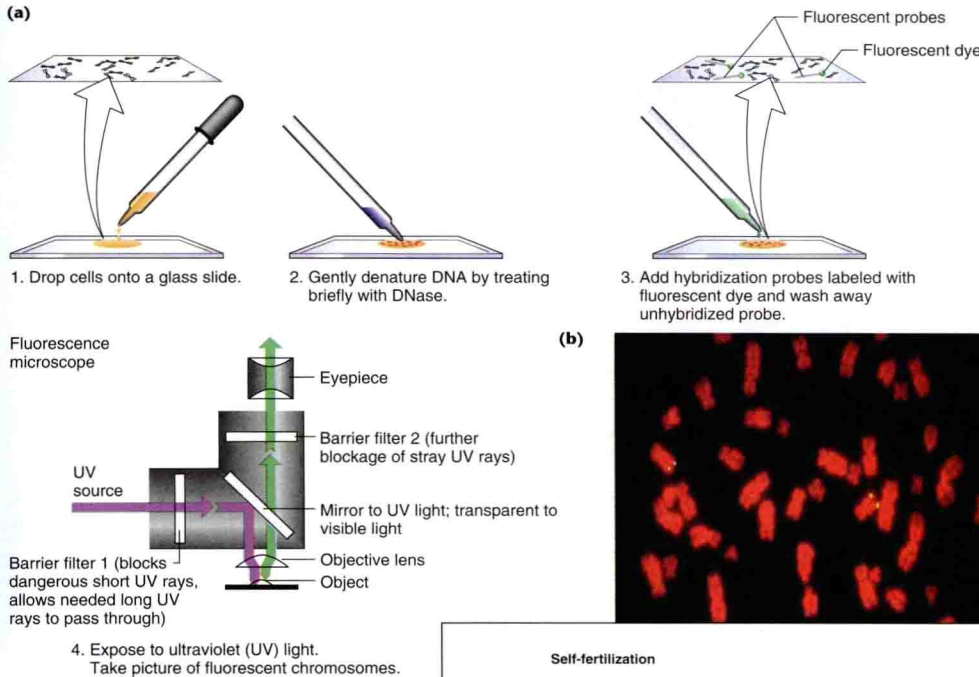 (a)
Fluorescent probes
Fluorescent dye
1. Drop cells onto a glass slide.
2. Gently denature DNA by treating
briefly with DNase.
3. Add hybridization probes labeled with
fluorescent dye and wash away
unhybridized probe.
Fluorescence
microscope
Eyepiece
Barrier filter 2 (further
blockage of stray UV rays)
UV
source
Mirror to UV light; transparent to
visible light
Barrier filter 1 (blocks
dangerous short UV rays,
allows needed long UV
rays to pass through)
Objective lens
Object
4. Expose to ultraviolet (UV) light.
Take picture of fluorescent chromosomes.
(b)
Self-fertilization